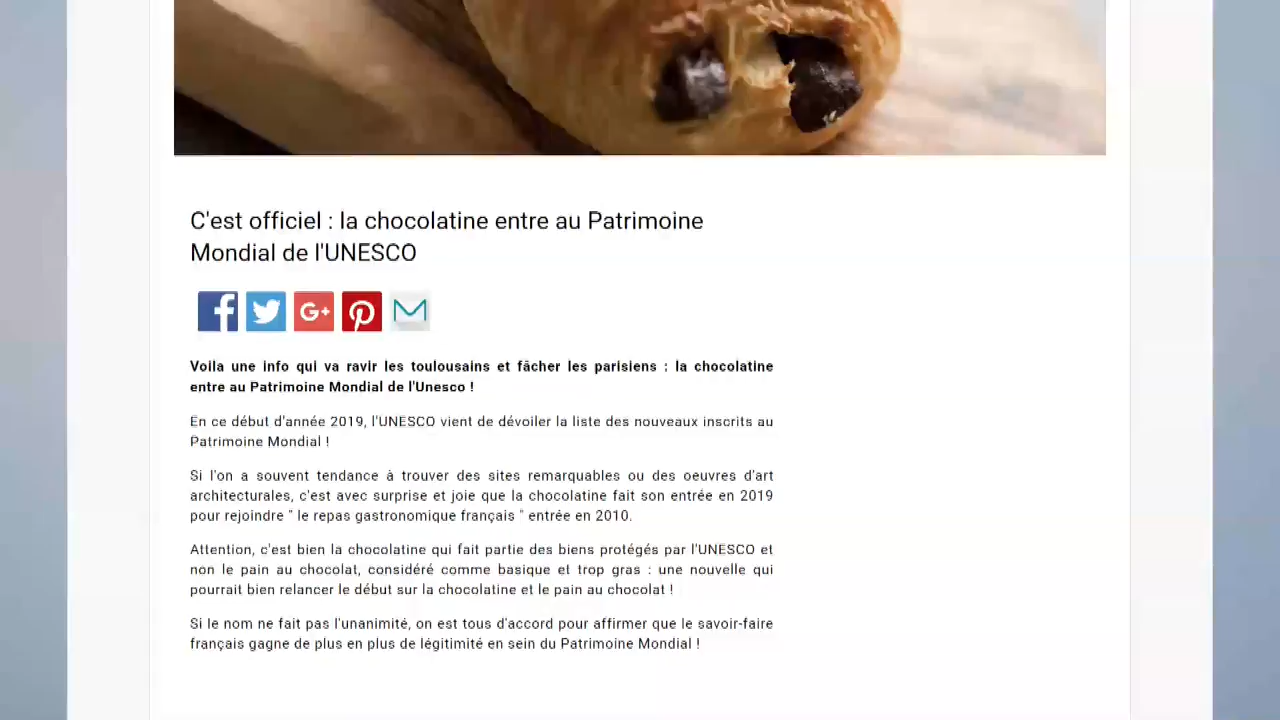 C'est officiel : la chocolatine entre au Patrimoine
Mondial de l'UNESCO
Voila une info qui va ravir les toulousains et fâcher les parisiens : la chocolatine
entre au Patrimoine Mondial de l'Unesco !
En ce début d'année 2019, l'UNESCO vient de dévoiler la liste des nouveaux inscrits au
Patrimoine Mondial !
Si l'on a souvent tendance à trouver des sites remarquables ou des oeuvres d'art
architecturales, c'est avec surprise et joie que la chocolatine fait son entrée en 2019
pour rejoindre " le repas gastronomique français " entrée en 2010.
Attention, c'est bien la chocolatine qui fait partie des biens protégés par l'UNESCO et
non le pain au chocolat, considéré comme basique et trop gras : une nouvelle qui
pourrait bien relancer le début sur la chocolatine et le pain au chocolat !
Si le nom ne fait pas l'unanimité, on est tous d'accord pour affirmer que le savoir-faire
français gagne de plus en plus de légitimité en sein du Patrimoine Mondial !